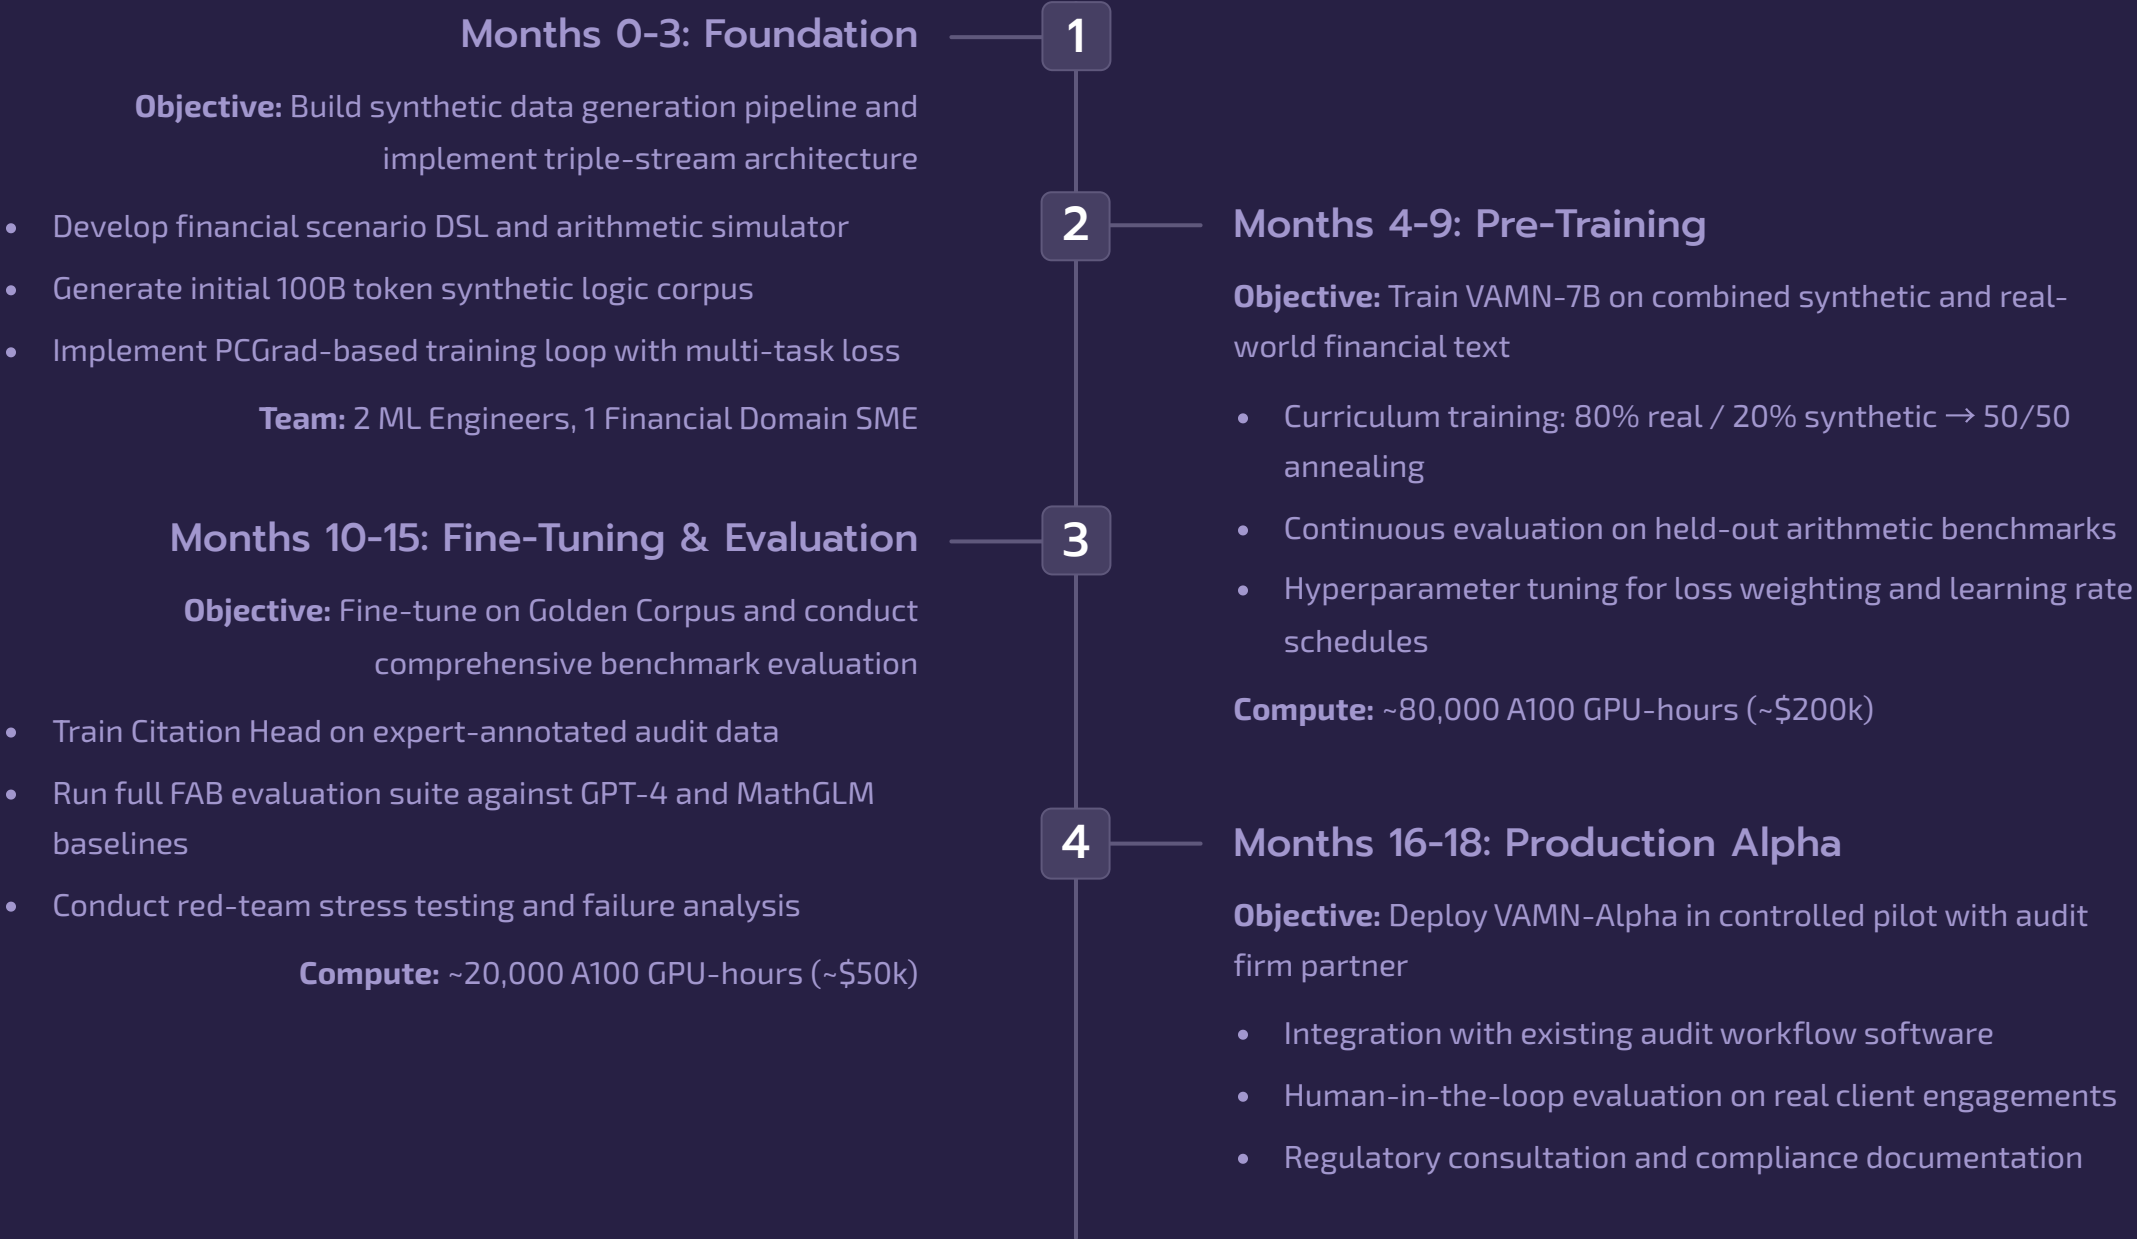 Months 0-3: Foundation
1
Objective: Build synthetic data generation pipeline and
implement triple-stream architecture
• Develop financial scenario DSL and arithmetic simulator
• Generate initial 100B token synthetic logic corpus
• Implement PCGrad-based training loop with multi-task loss
Team: 2 ML Engineers, 1 Financial Domain SME
2
Months 4-9: Pre-Training
Objective: Train VAMN-7B on combined synthetic and real-
world financial text
• Curriculum training: 80% real / 20% synthetic → 50/50
annealing
• Continuous evaluation on held-out arithmetic benchmarks
• Hyperparameter tuning for loss weighting and learning rate
schedules
Compute: ~80,000 A100 GPU-hours (~$200k)
Months 10-15: Fine-Tuning & Evaluation
3
Objective: Fine-tune on Golden Corpus and conduct
comprehensive benchmark evaluation
• Train Citation Head on expert-annotated audit data
• Run full FAB evaluation suite against GPT-4 and MathGLM
baselines
• Conduct red-team stress testing and failure analysis
Compute: ~20,000 A100 GPU-hours (~$50k)
4
Months 16-18: Production Alpha
Objective: Deploy VAMN-Alpha in controlled pilot with audit
firm partner
• Integration with existing audit workflow software
• Human-in-the-loop evaluation on real client engagements
• Regulatory consultation and compliance documentation